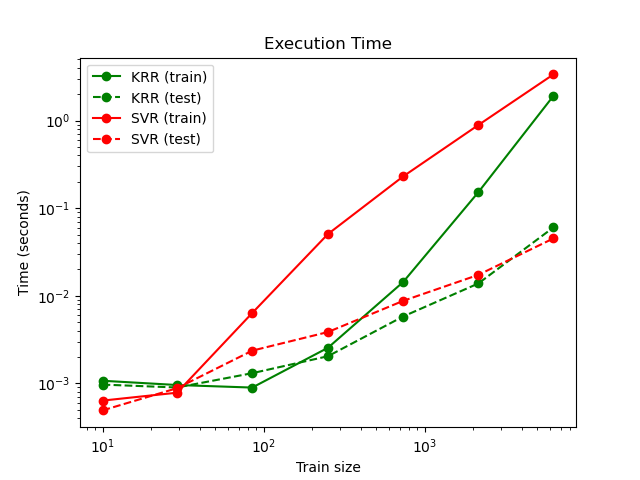 Execution Time
KRR (train)
KRR (test)
SVR (train)
SVR (test)
10⁰
10⁻¹
10⁻²
10⁻³
Time (seconds)
10¹
10²
10³
Train size